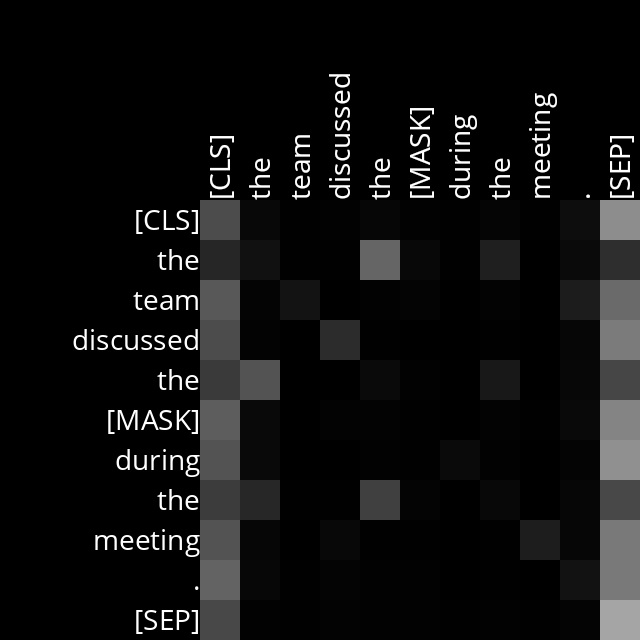 [CLS] the team discussed the [MASK] during the meeting . [SEP]
[CLS]
the
team
discussed
the
[MASK]
during
the
meeting
.
[SEP]